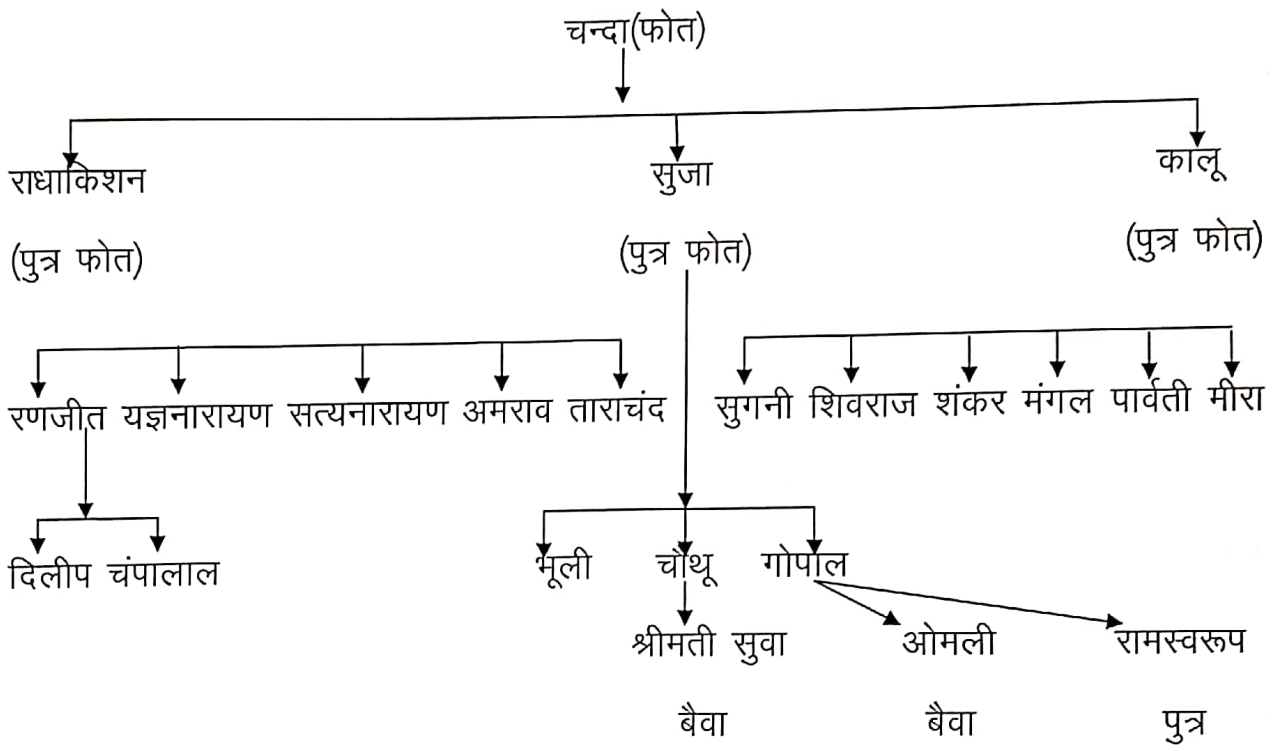 चन्दा(फोत)
राधाकिशन सुजा कालू
(पुत्र फोत) (पुत्र फोत) (पुत्र फोत)
रणजीत यज्ञनारायण सत्यनारायण अमराव ताराचंद सुगनी शिवराज शंकर मंगल पार्वती मीरा
दिलीप चंपालाल भूली चौथू गोपाल
श्रीमती सुवा ओमली रामस्वरूप
बैवा बैवा पुत्र